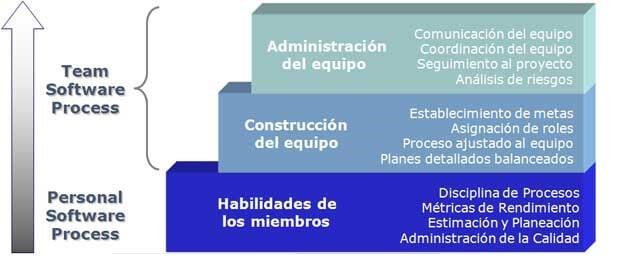 Team
Software
Process
Administración
del equipo
Comunicación del equipo
Coordinación del equipo
Seguimiento al proyecto
Análisis de riesgos
Construcción
del equipo
Establecimiento de metas
Asignación de roles
Proceso ajustado al equipo
Planes detallados balanceados
Personal
Software
Process
Habilidades de
los miembros
Disciplina de Procesos
Métricas de Rendimiento
Estimación y Planeación
Administración de la Calidad